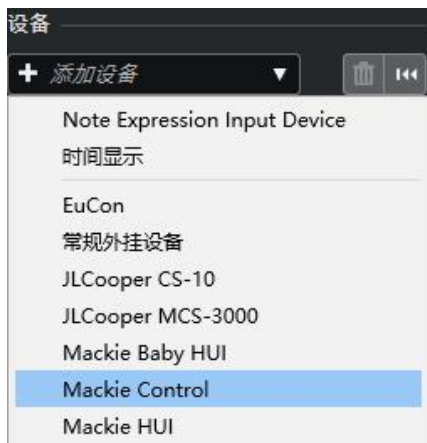 设备
添加设备
Note Expression Input Device
时间显示
EuCon
常规外挂设备
JLCooper CS-10
JLCooper MCS-3000
Mackie Baby HUI
Mackie Control
Mackie HUI